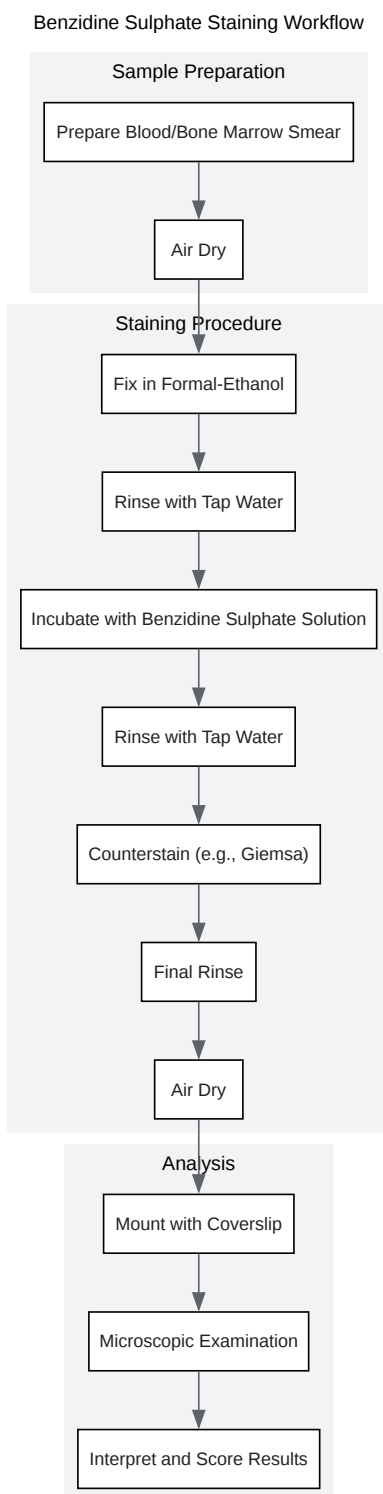 Benzidine Sulphate Staining Workflow
Sample Preparation
Prepare Blood/Bone Marrow Smear
Air Dry
Staining Procedure
Fix in Formal-Ethanol
Rinse with Tap Water
Incubate with Benzidine Sulphate Solution
Rinse with Tap Water
Counterstain (e.g., Giemsa)
Final Rinse
Air Dry
Analysis
Mount with Coverslip
Microscopic Examination
Interpret and Score Results